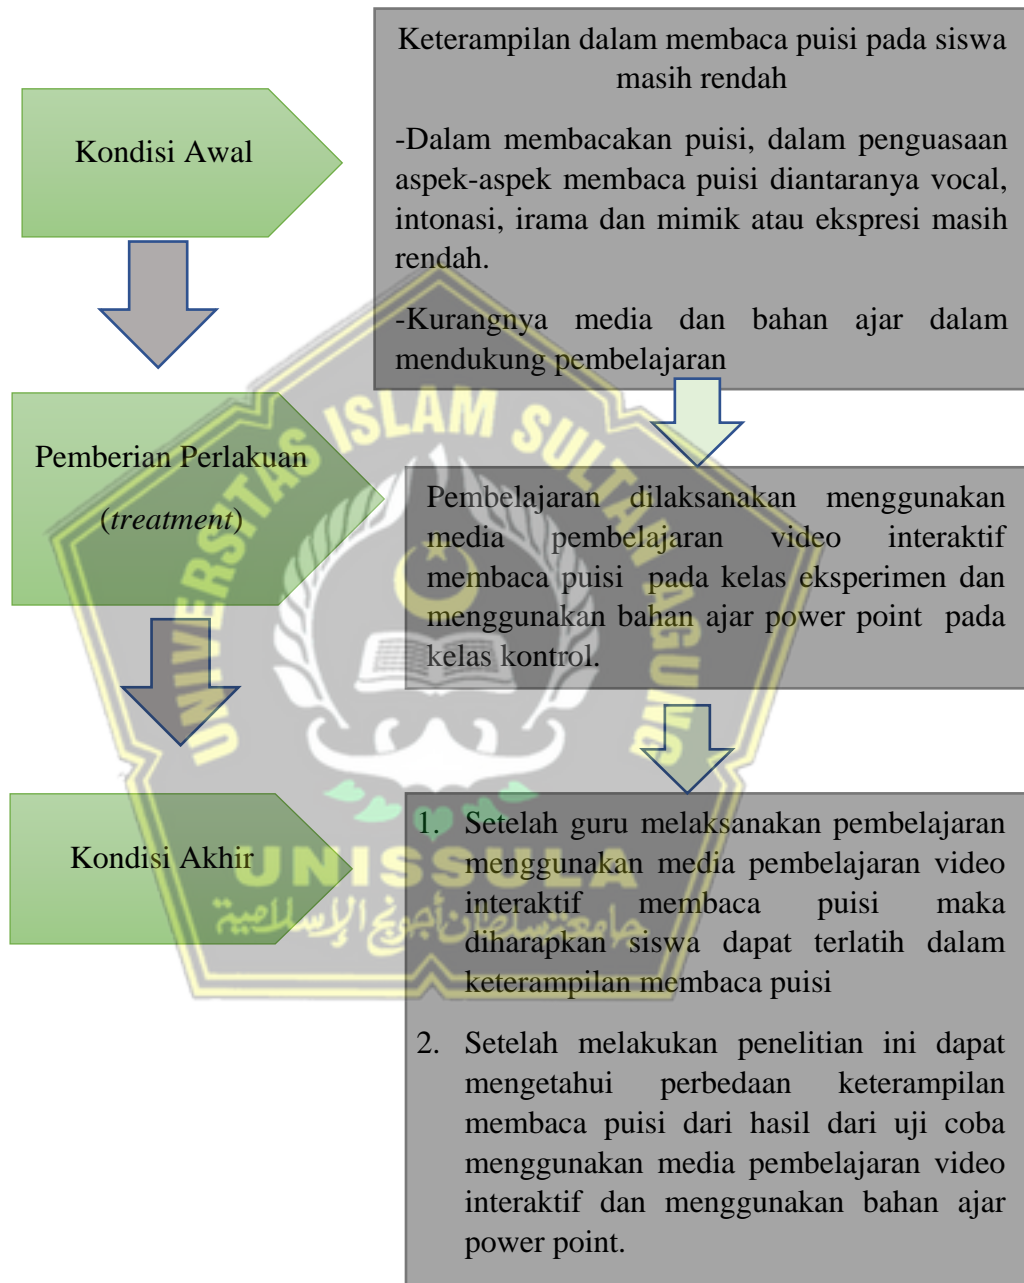 Kondisi Awal
Keterampilan dalam membaca puisi pada siswa
masih rendah
-Dalam membacakan puisi, dalam penguasaan
aspek-aspek membaca puisi diantaranya vocal,
intonasi, irama dan mimik atau ekspresi masih
rendah.
-Kurangnya media dan bahan ajar dalam
mendukung pembelajaran
Pemberian Perlakuan
(treatment)
Pembelajaran dilaksanakan menggunakan
media pembelajaran video interaktif
membaca puisi pada kelas eksperimen dan
menggunakan bahan ajar power point pada
kelas kontrol.
Kondisi Akhir
1. Setelah guru melaksanakan pembelajaran
menggunakan media pembelajaran video
interaktif membaca puisi maka
diharapkan siswa dapat terlatih dalam
keterampilan membaca puisi
2. Setelah melakukan penelitian ini dapat
mengetahui perbedaan keterampilan
membaca puisi dari hasil dari uji coba
menggunakan media pembelajaran video
interaktif dan menggunakan bahan ajar
power point.
UNIVERSITAS ISLAM SULTAN AGUNG
UNISSULA
جامعة سلطان أجونج الإسلامية